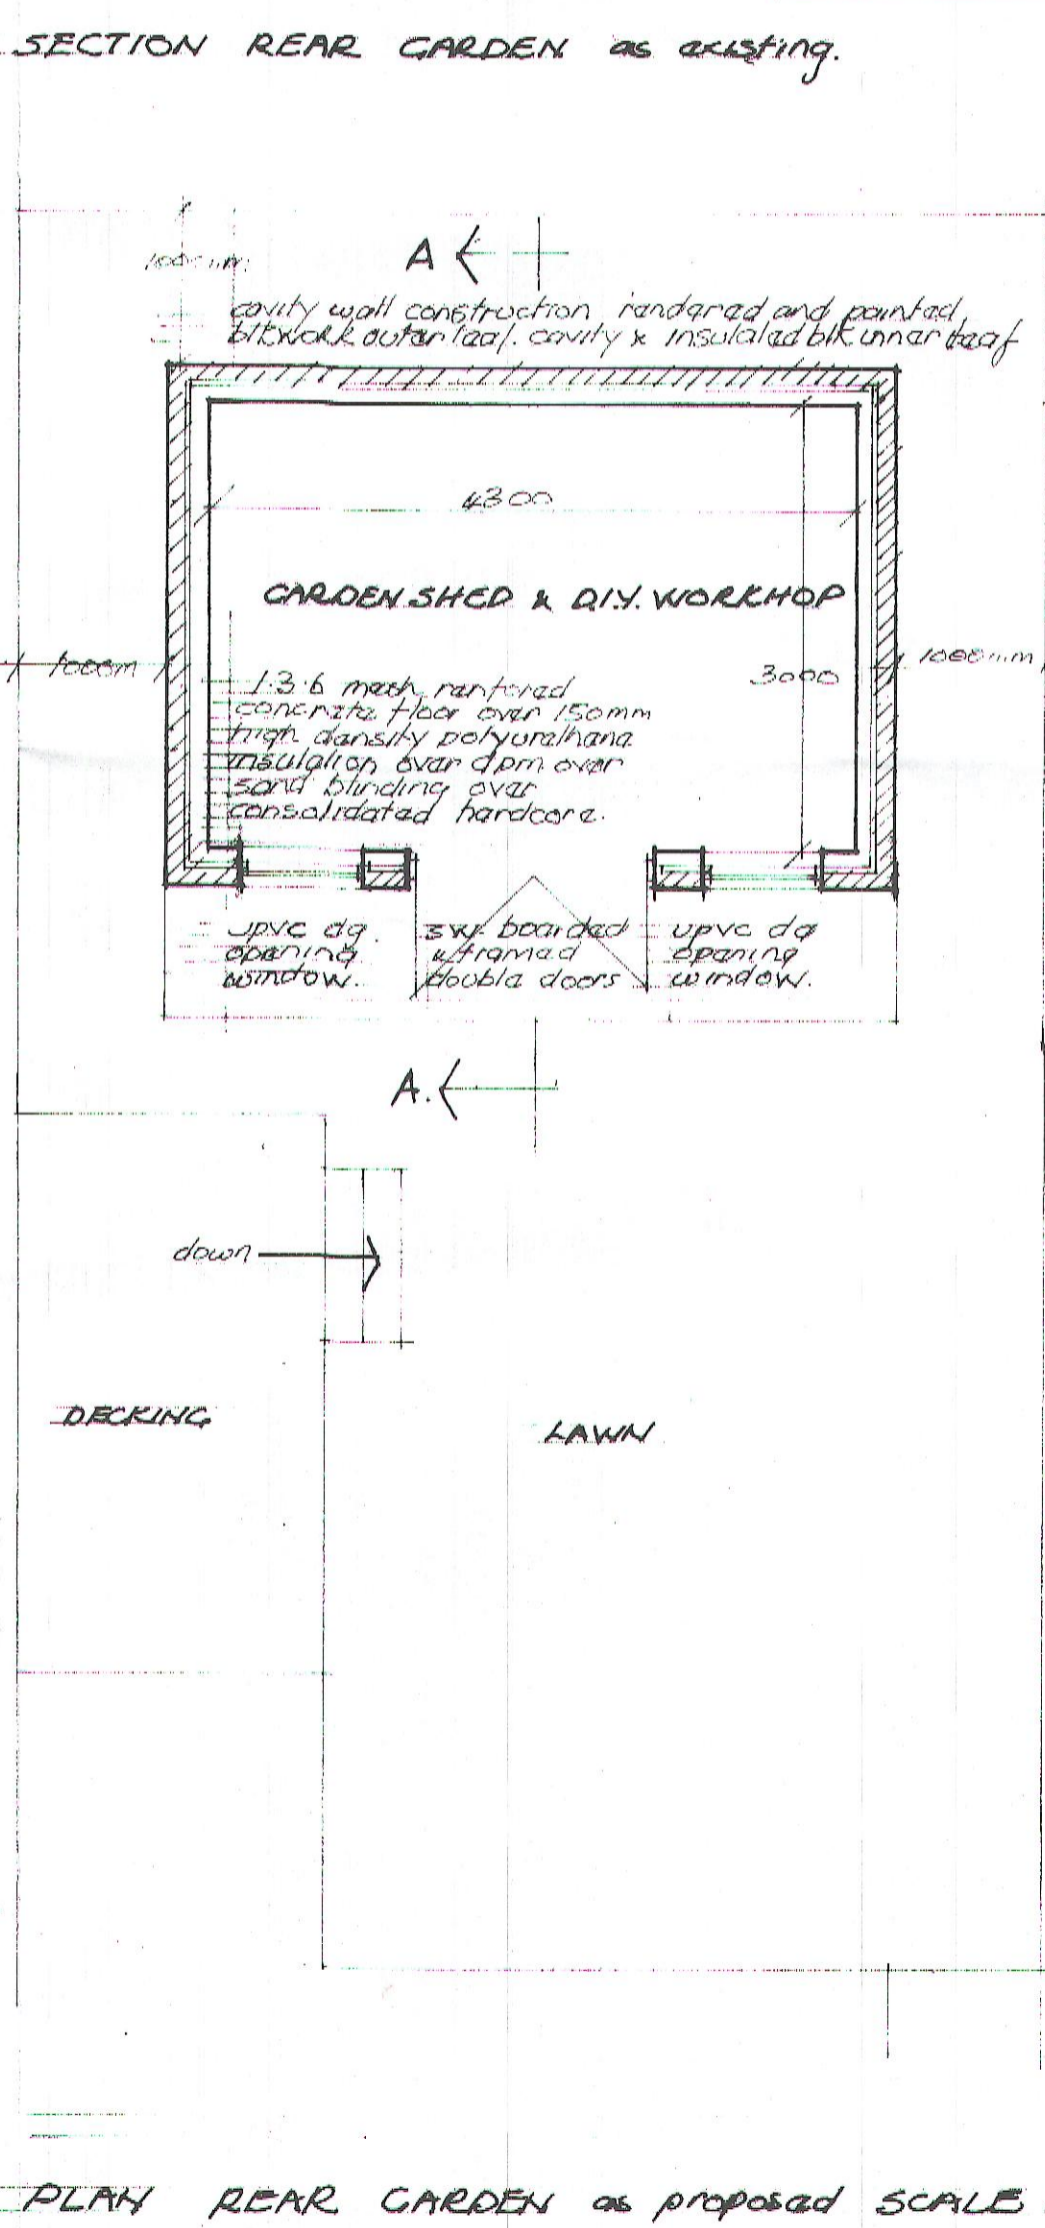 SECTION REAR GARDEN as existing.
A
1000mm
cavity wall construction rendered and painted
blkwork outer leaf. cavity & insulated blk inner leaf
4300
GARDEN SHED & D.I.Y. WORKHOP
1000m
1000mm
3000
1.3.6 mesh
concrete floor over 150mm
high density polyurethane
insulation over dpm over
sand blinding over
consolidated hardcore.
upvc dg
opening
window.
sw boarded
& framed
double doors
upvc dg
opening
window.
A.
down
DECKING
LAWN
PLAN REAR GARDEN as proposed SCALE